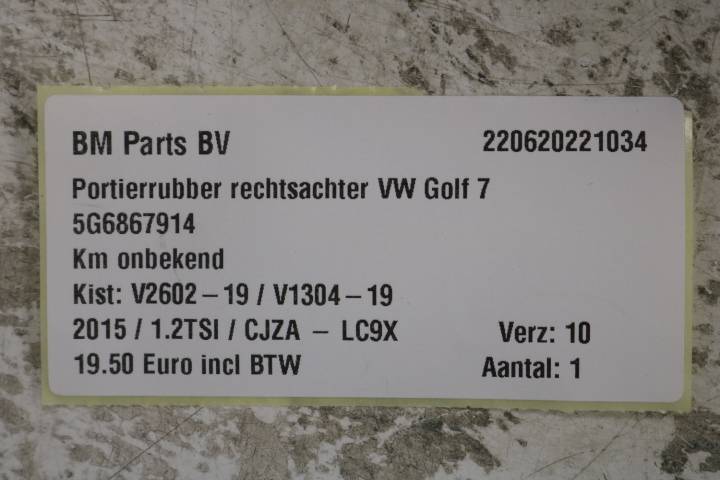 BM Parts BV 220620221034
Portierrubber rechtsachter VW Golf 7
5G6867914
Km onbekend
Kist: V2602 – 19 / V1304 – 19
2015 / 1.2TSI / CJZA – LC9X Verz: 10
19.50 Euro incl BTW Aantal: 1